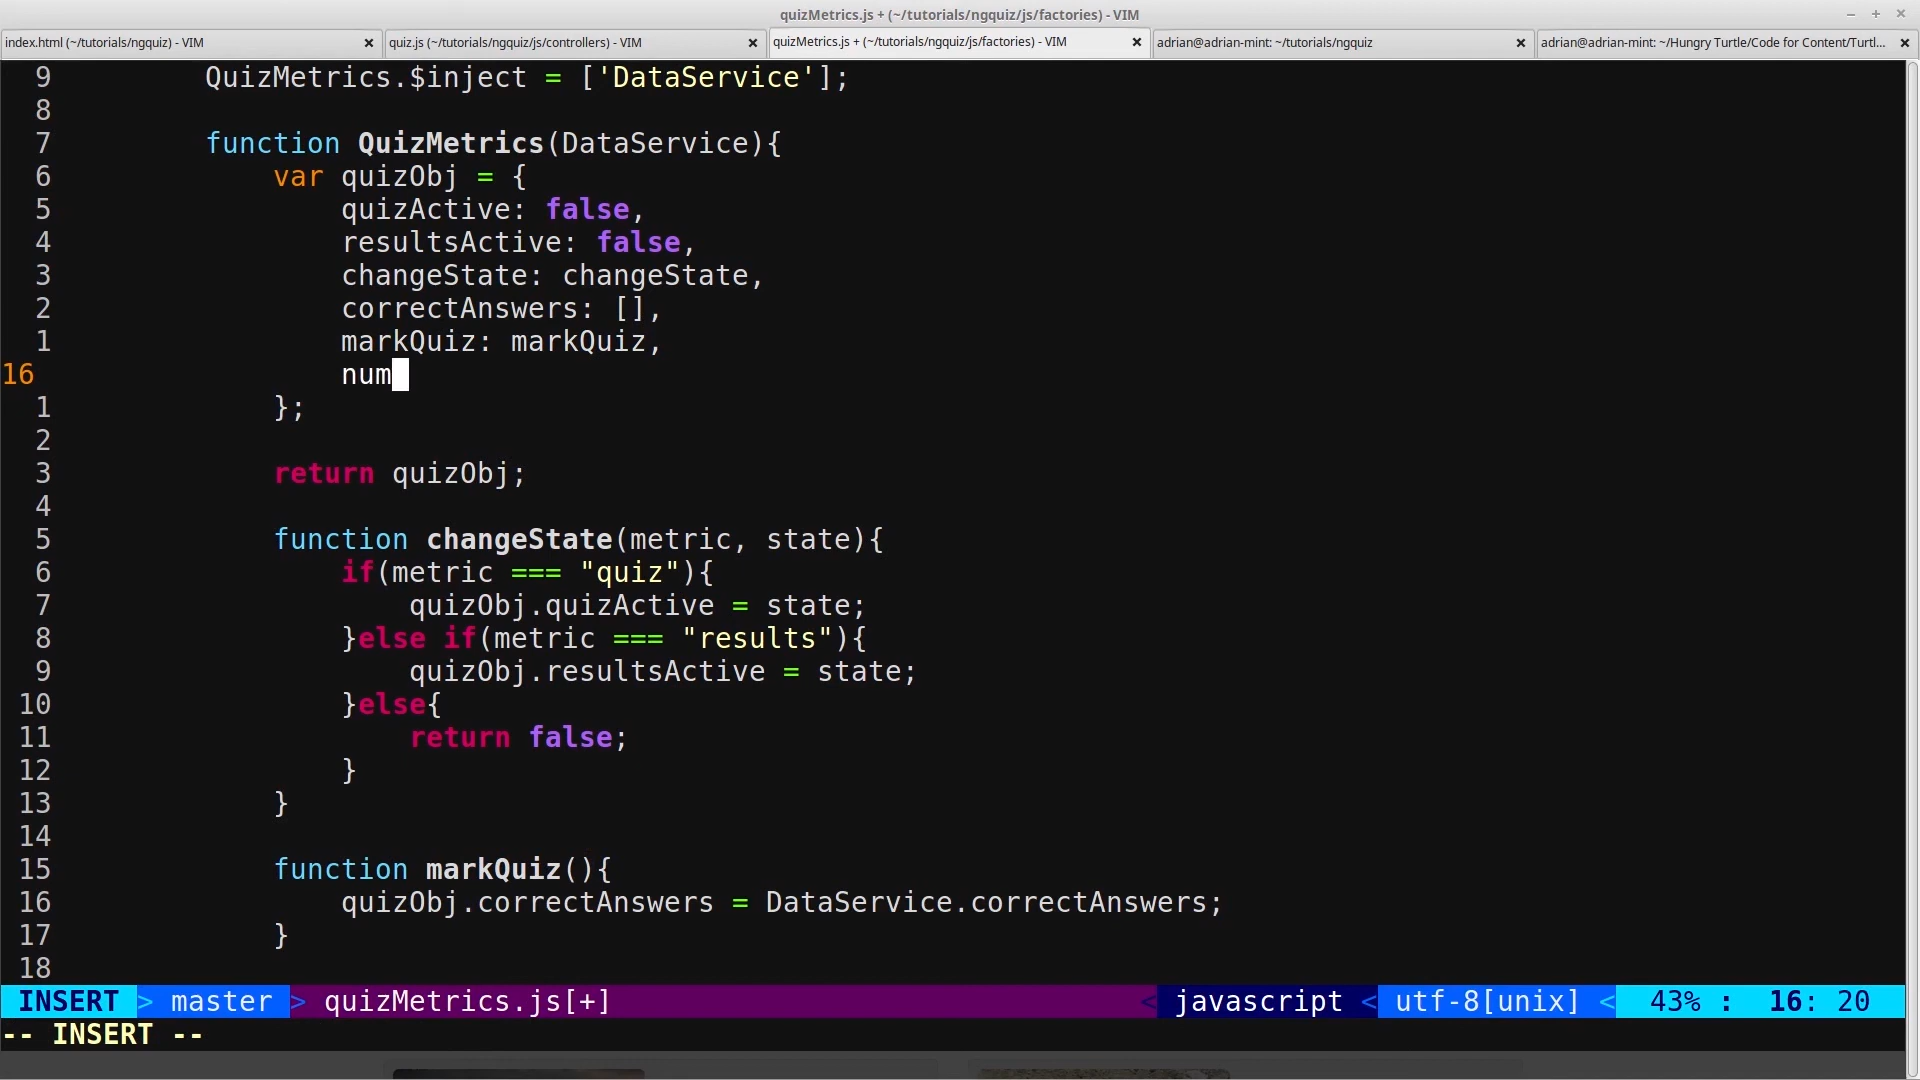 quizMetrics.js + (~/tutorials/ngquiz/js/factories) - VIM
index.html (~/tutorials/ngquiz) - VIM
quiz.js (~/tutorials/ngquiz/js/controllers) - VIM
quizMetrics.js + (~/tutorials/ngquiz/js/factories) - VIM
adrian@adrian-mint: ~/tutorials/ngquiz
adrian@adrian-mint: ~/Hungry Turtle/Code for Content/Turtl...
9 QuizMetrics.$inject = ['DataService'];
8
7 function QuizMetrics(DataService){
6 var quizObj = {
5 quizActive: false,
4 resultsActive: false,
3 changeState: changeState,
2 correctAnswers: [],
1 markQuiz: markQuiz,
16 num
1 };
2
3 return quizObj;
4
5 function changeState(metric, state){
6 if(metric === "quiz"){
7 quizObj.quizActive = state;
8 }else if(metric === "results"){
9 quizObj.resultsActive = state;
10 }else{
11 return false;
12 }
13 }
14
15 function markQuiz(){
16 quizObj.correctAnswers = DataService.correctAnswers;
17 }
18
INSERT > master > quizMetrics.js[+] < javascript < utf-8[unix] < 43% : 16: 20
-- INSERT --